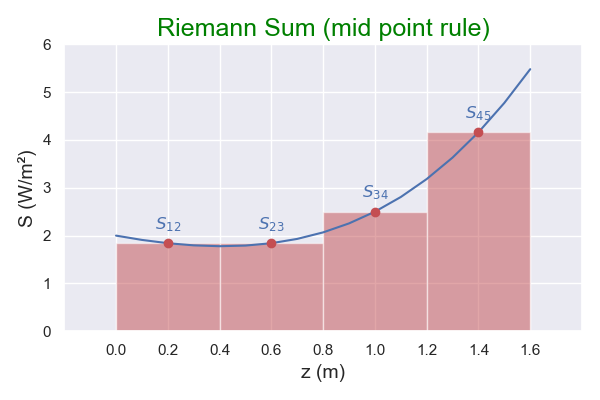 Riemann Sum (mid point rule)
S (W/m²)
6
5
4
3
2
1
0
S₁₂
S₂₃
S₃₄
S₄₅
0.0 0.2 0.4 0.6 0.8 1.0 1.2 1.4 1.6
z (m)